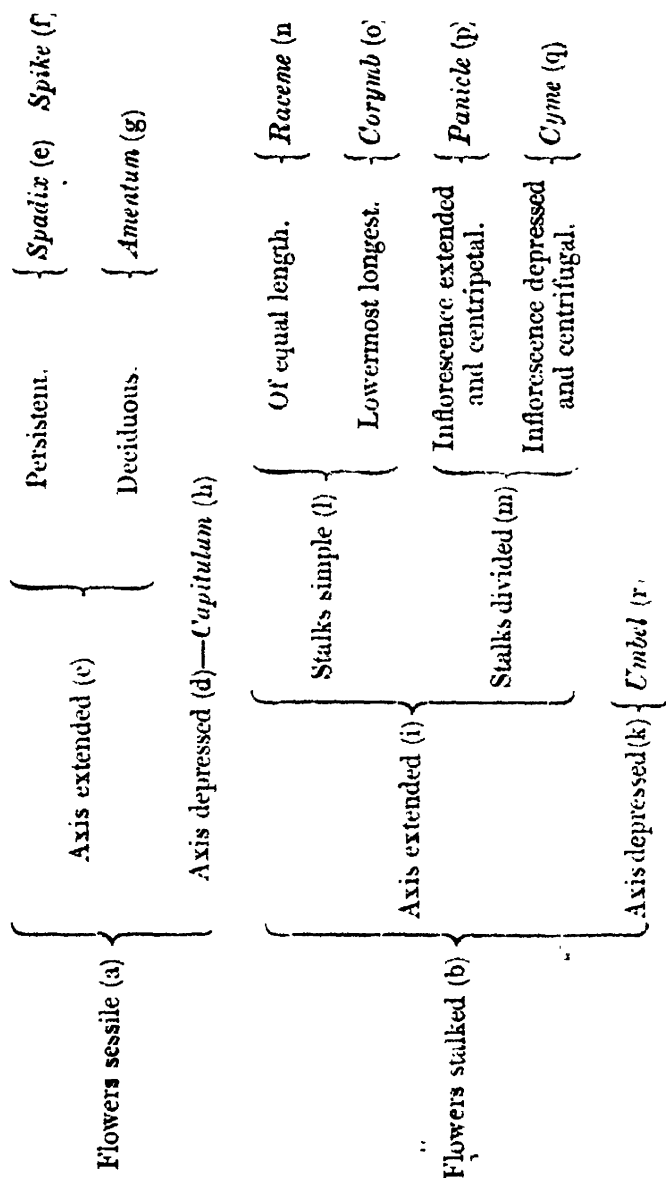 Flowers sessile (a)
Axis extended (c)
Persistent.
Spadix (e) Spike (f
Deciduous.
Amentum (g)
Axis depressed (d)—Capitulum (h)
Flowers stalked (b)
Axis extended (i)
Stalks simple (l)
Of equal length.
Raceme (n
Lowermost longest.
Corymb (o)
Stalks divided (m)
Inflorescence extended
and centripetal.
Panicle (p)
Inflorescence depressed
and centrifugal.
Cyme (q)
Axis depressed (k)
Umbel (r